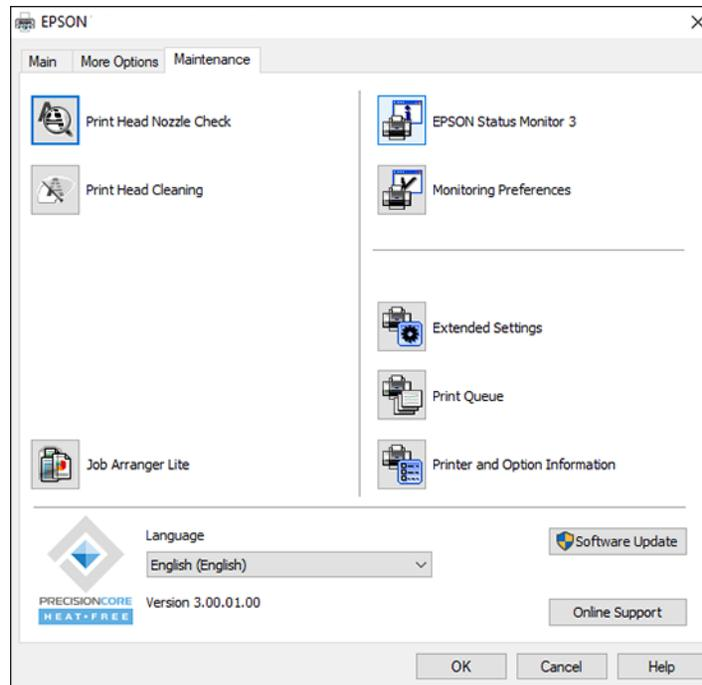 EPSON
Main
More Options
Maintenance
Print Head Nozzle Check
Print Head Cleaning
Job Arranger Lite
EPSON Status Monitor 3
Monitoring Preferences
Extended Settings
Print Queue
Printer and Option Information
Language
English (English)
Version 3.00.01.00
PRECISIONCORE
HEAT•FREE
Software Update
Online Support
OK
Cancel
Help